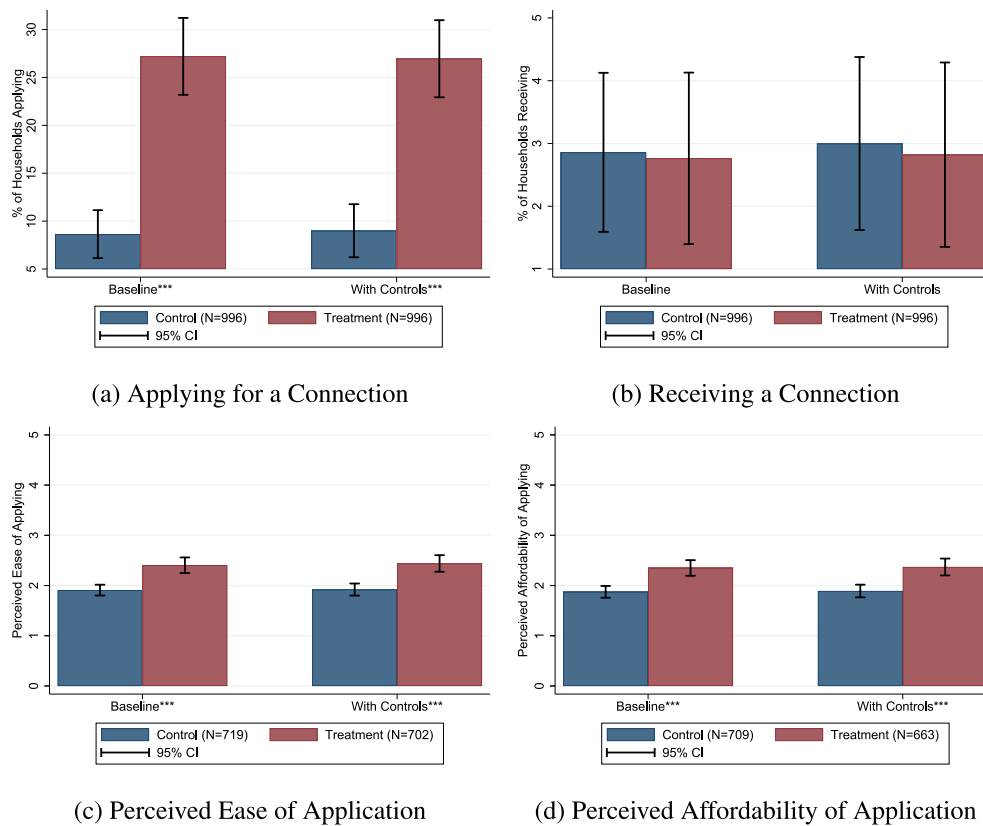 % of Households Applying
30
25
20
15
10
5
Baseline***
With Controls***
Control (N=996)
Treatment (N=996)
95% CI
(a) Applying for a Connection
% of Households Receiving
5
4
3
2
1
Baseline
With Controls
Control (N=996)
Treatment (N=996)
95% CI
(b) Receiving a Connection
Perceived Ease of Applying
5
4
3
2
1
0
Baseline***
With Controls***
Control (N=719)
Treatment (N=702)
95% CI
(c) Perceived Ease of Application
Perceived Affordability of Applying
5
4
3
2
1
0
Baseline***
With Controls***
Control (N=709)
Treatment (N=663)
95% CI
(d) Perceived Affordability of Application